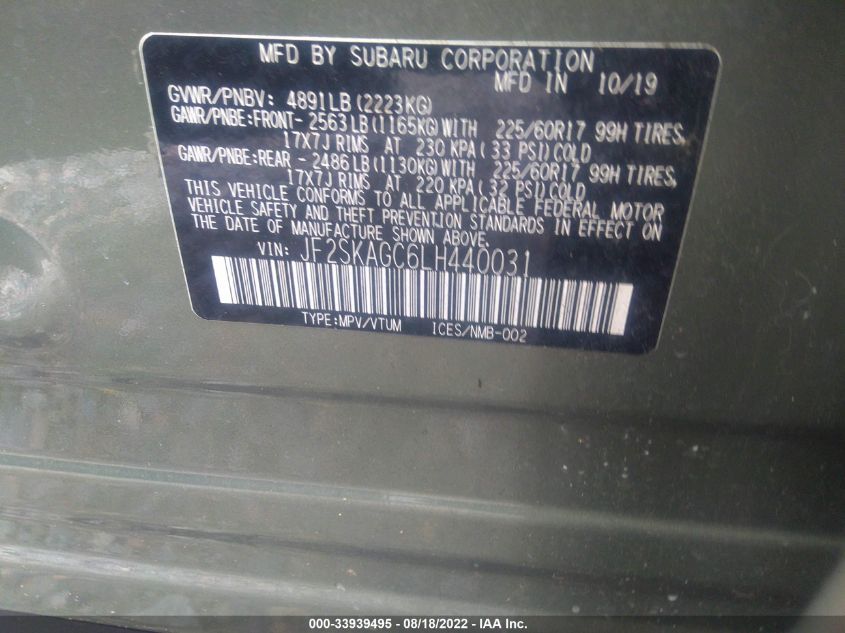 MFD BY SUBARU CORPORATION
MFD IN 10/19
GVWR/PNBV: 4891LB(2223KG)
GAWR/PNBE:FRONT- 2563LB(1165KG)WITH 225/60R17 99H TIRES,
17X7J RIMS AT 230 KPA(33 PSI)COLD
GAWR/PNBE:REAR - 2486LB(1130KG)WITH 225/60R17 99H TIRES,
17X7J RIMS AT 220 KPA(32 PSI)COLD
THIS VEHICLE CONFORMS TO ALL APPLICABLE FEDERAL MOTOR
VEHICLE SAFETY AND THEFT PREVENTION STANDARDS IN EFFECT ON
THE DATE OF MANUFACTURE SHOWN ABOVE.
VIN: JF2SKAGC6LH440031
TYPE:MPV/VTUM ICES/NMB-002
000-33939495 - 08/18/2022 - IAA Inc.